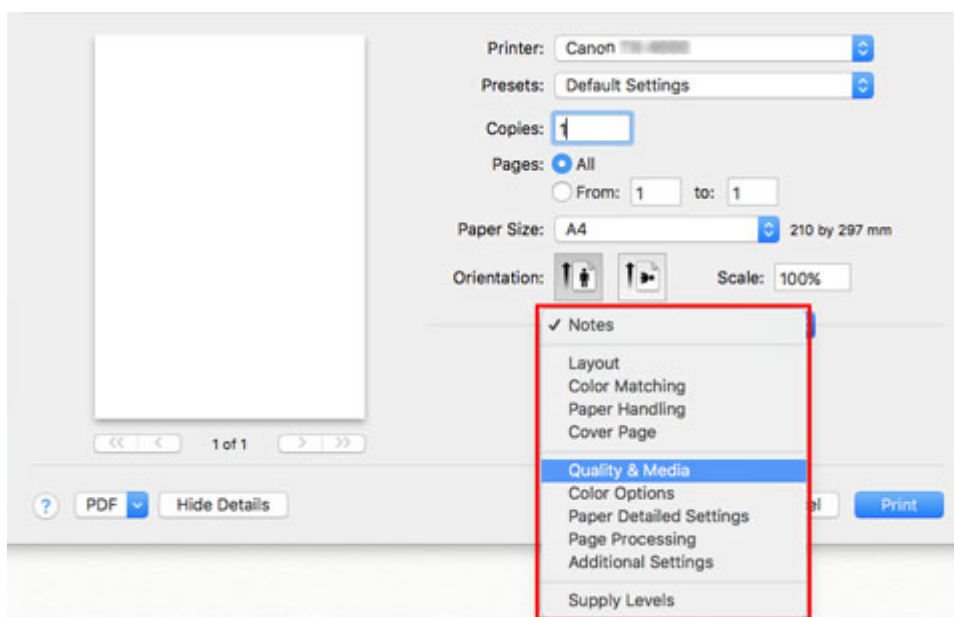 Printer: Canon
Presets: Default Settings
Copies: 1
Pages: All
From: 1 to: 1
Paper Size: A4 210 by 297 mm
Orientation: Scale: 100%
✓ Notes
Layout
Color Matching
Paper Handling
Cover Page
1 of 1
Quality & Media
Color Options
? PDF Hide Details Print
Paper Detailed Settings
Page Processing
Additional Settings
Supply Levels